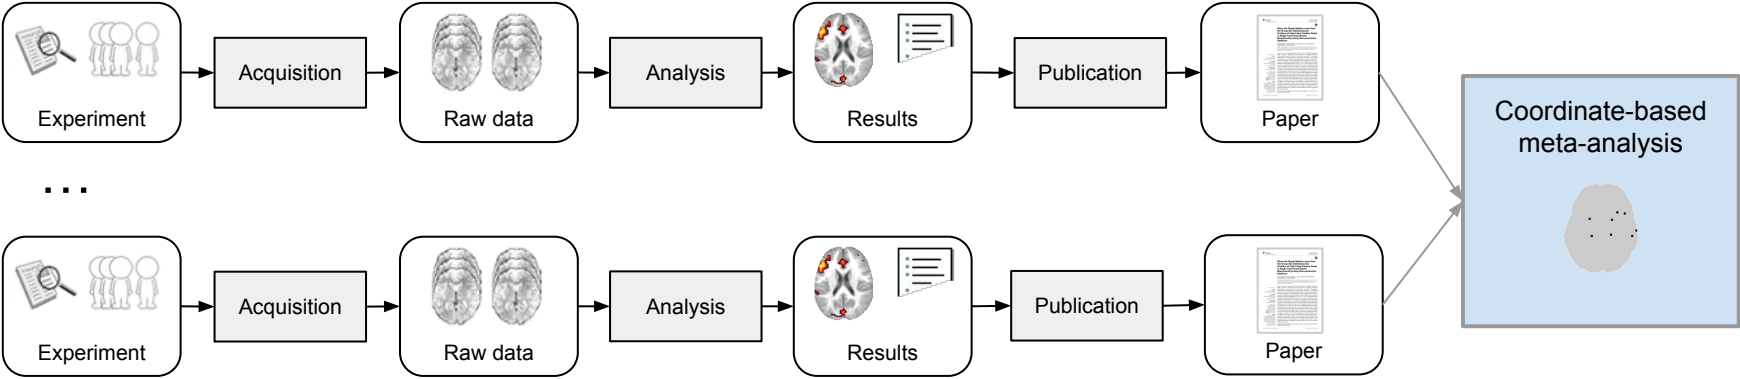 Experiment
Acquisition
Raw data
Analysis
Results
Publication
Paper
Coordinate-based
meta-analysis
...
Experiment
Acquisition
Raw data
Analysis
Results
Publication
Paper